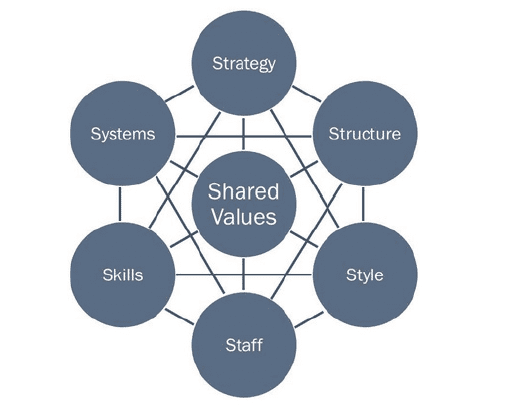 Strategy
Systems
Structure
Shared
Values
Skills
Style
Staff